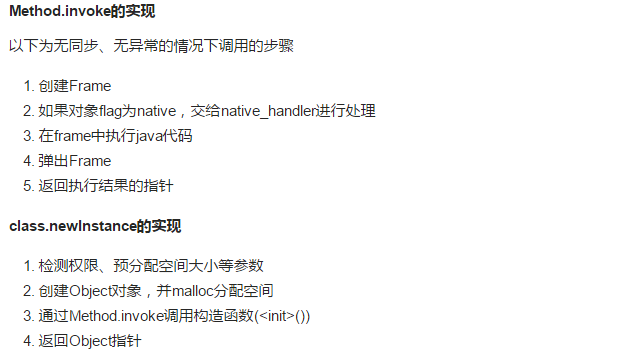 Method.invoke的实现
以下为无同步、无异常的情况下调用的步骤
1. 创建Frame
2. 如果对象flag为native，交给native_handler进行处理
3. 在frame中执行java代码
4. 弹出Frame
5. 返回执行结果的指针
class.newInstance的实现
1. 检测权限、预分配空间大小等参数
2. 创建Object对象，并malloc分配空间
3. 通过Method.invoke调用构造函数(<init>())
4. 返回Object指针